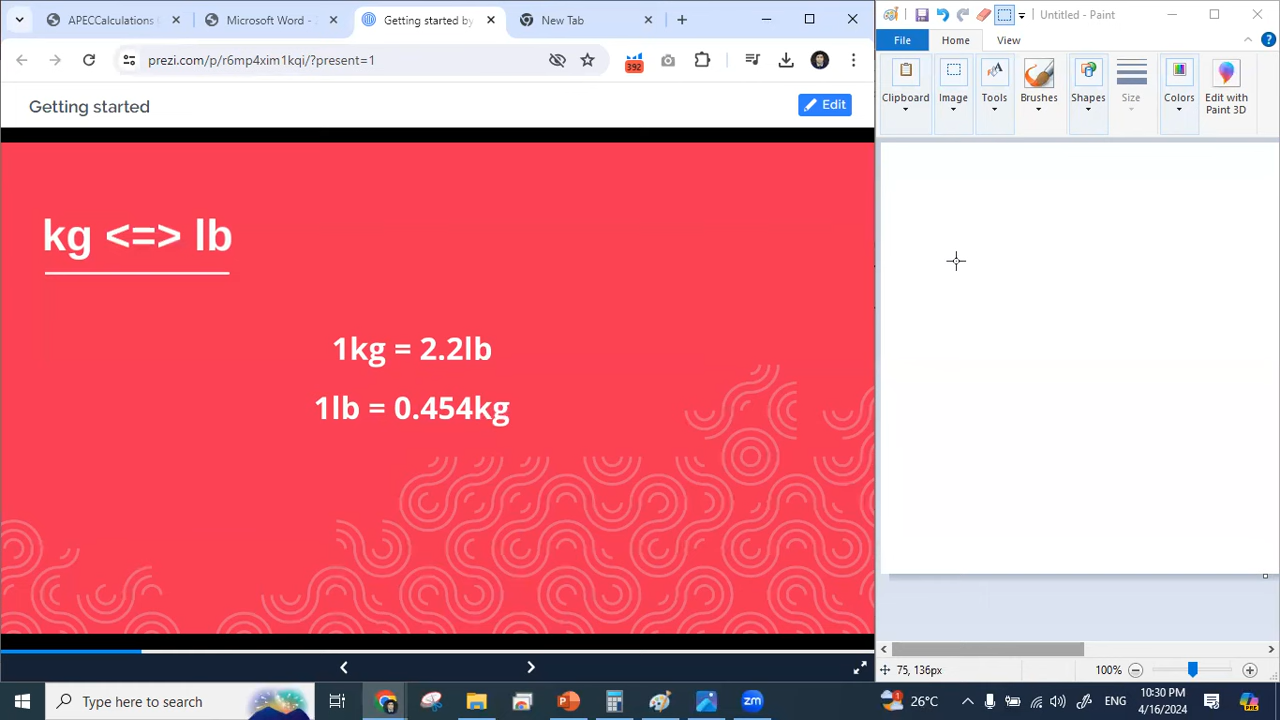 APECCalculations (
Microsoft Word -
Getting started by
New Tab
prezi.com/p/r6mp4xim1kqi/?present=1
392
Getting started
Edit
kg <=> lb
1kg = 2.2lb
1lb = 0.454kg
Untitled - Paint
File
Home
View
Clipboard
Image
Tools
Brushes
Shapes
Size
Colors
Edit with
Paint 3D
75, 136px
100%
Type here to search
zm
26°C
ENG
10:30 PM
4/16/2024